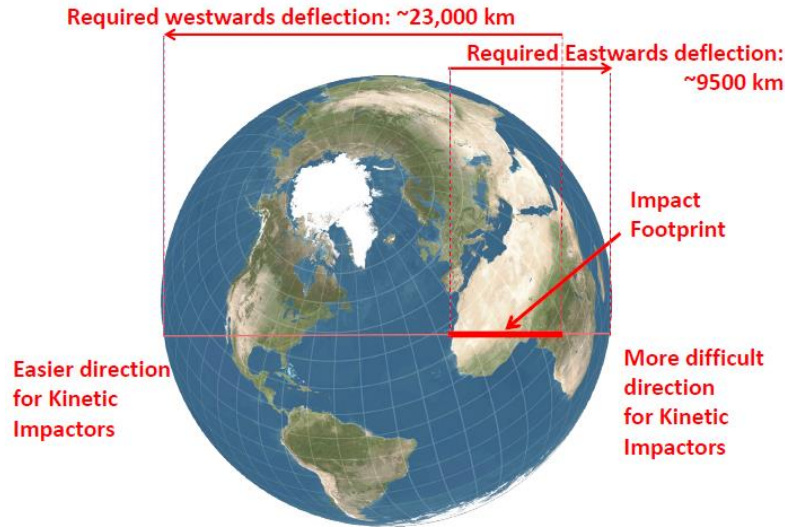 Required westwards deflection: ~23,000 km
Required Eastwards deflection:
~9500 km
Impact
Footprint
Easier direction
for Kinetic
Impactors
More difficult
direction
for Kinetic
Impactors